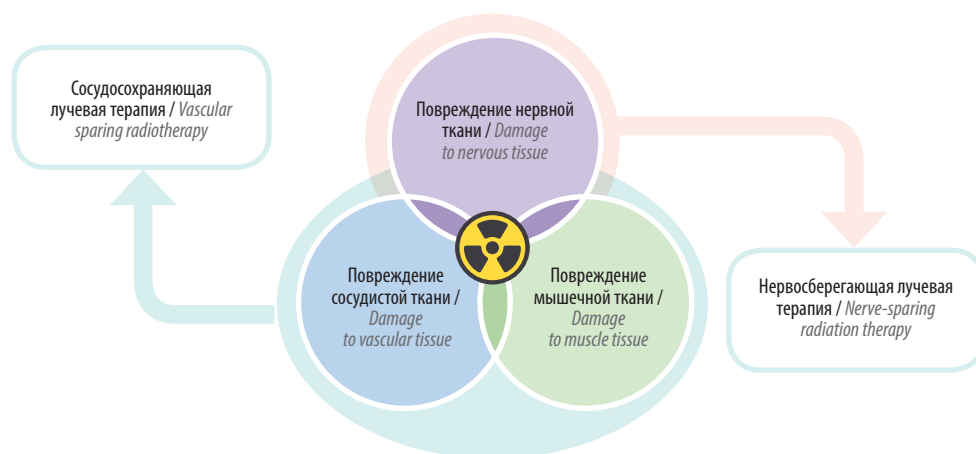 Сосудосохраняющая
лучевая терапия / Vascular
sparing radiotherapy
Повреждение нервной
ткани / Damage
to nervous tissue
Повреждение
сосудистой ткани /
Damage
to vascular tissue
Повреждение
мышечной ткани /
Damage
to muscle tissue
Нервосберегающая лучевая
терапия / Nerve-sparing
radiation therapy